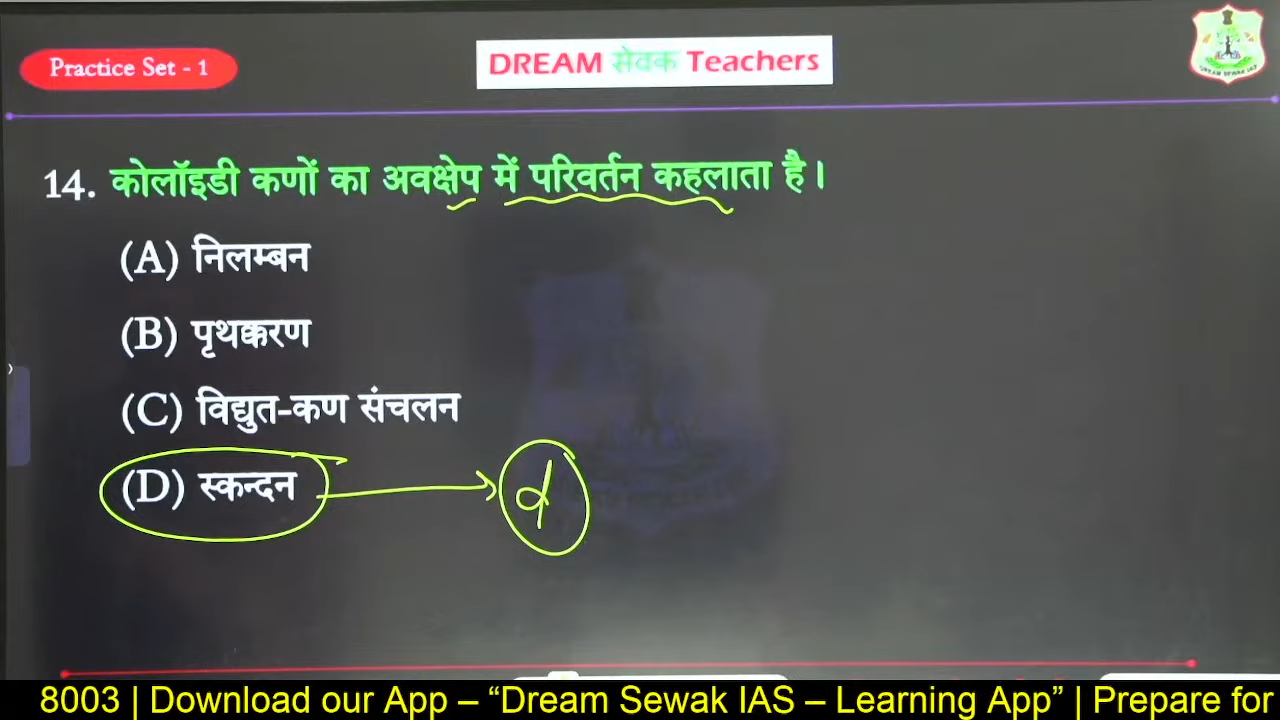 Practice Set - 1
DREAM सेवक Teachers
14. कोलॉइडी कणों का अवक्षेप में परिवर्तन कहलाता है।
(A) निलम्बन
(B) पृथक्करण
(C) विद्युत-कण संचलन
(D) स्कन्दन
d
8003 | Download our App – “Dream Sewak IAS – Learning App” | Prepare for